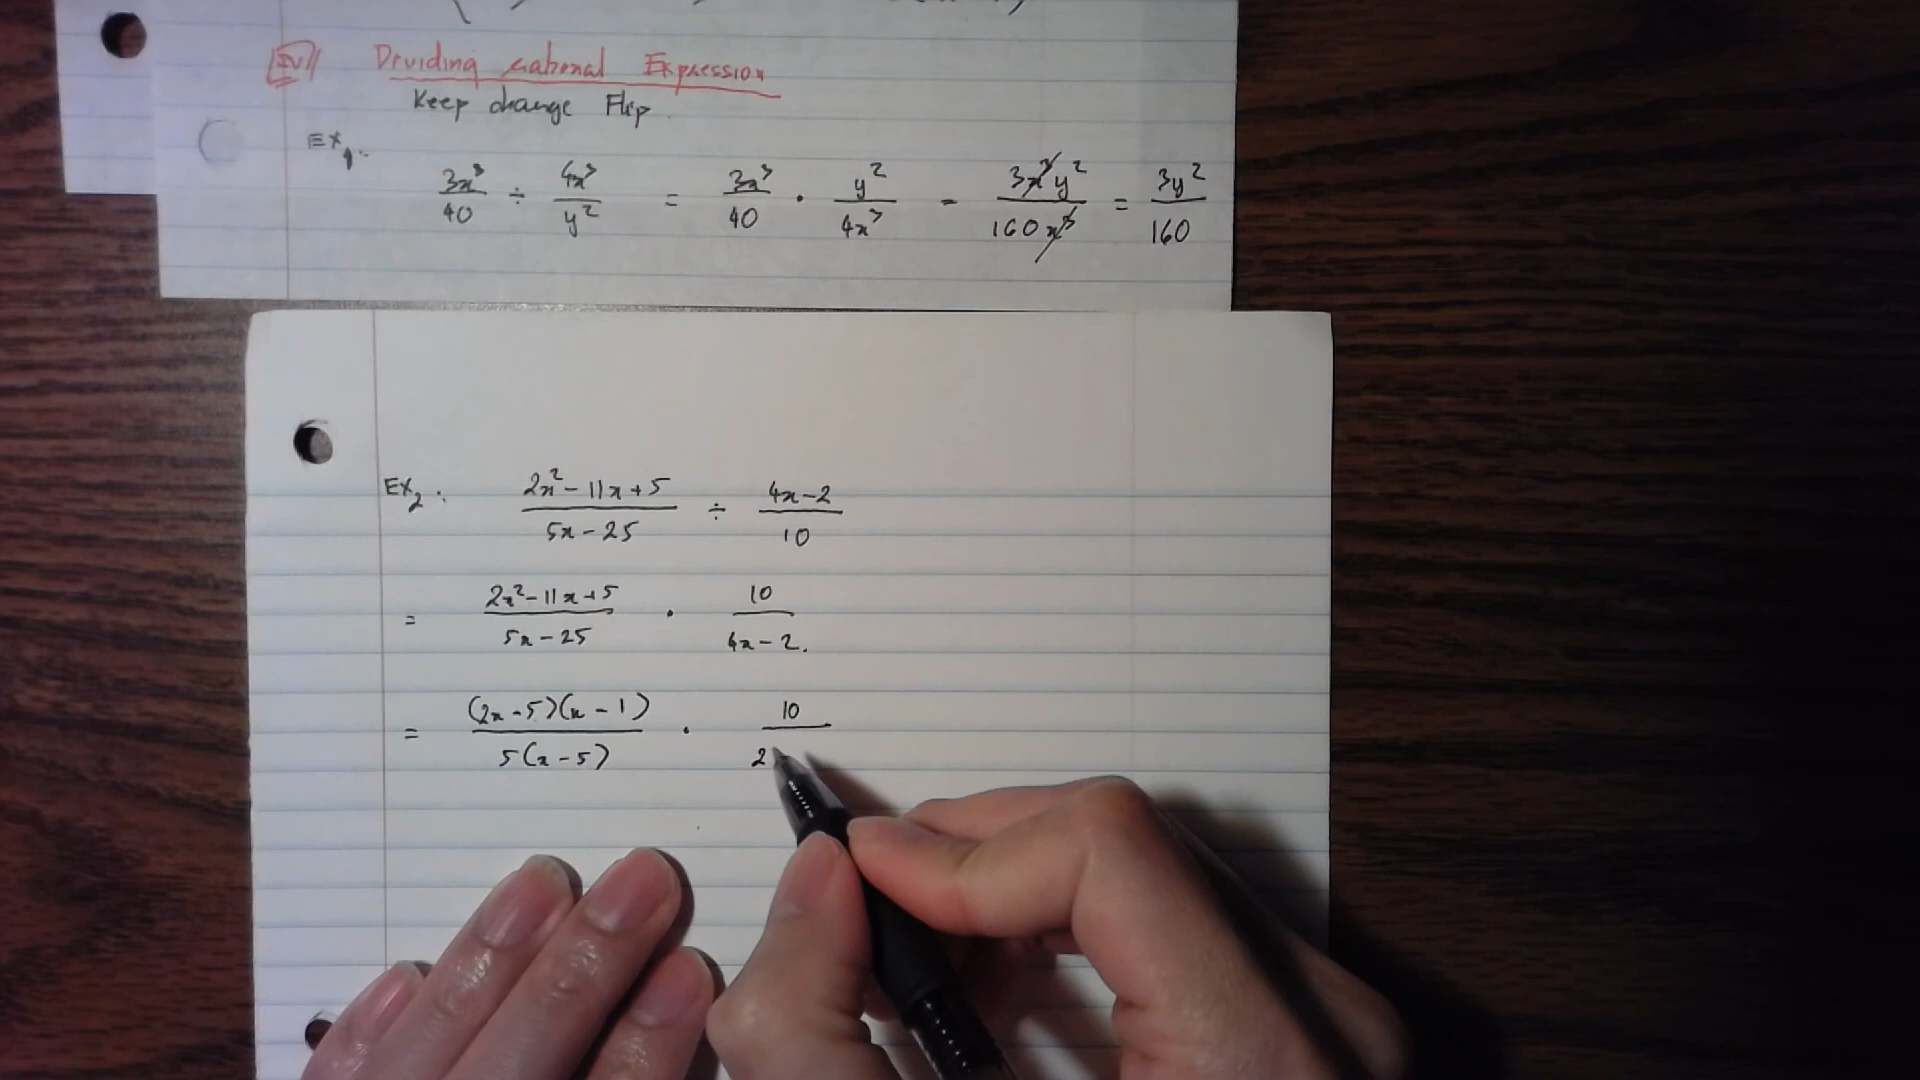 IV Dividing rational Expression
Keep change Flip
EX1:
3x³/40 ÷ 4x³/y² = 3x³/40 · y²/4x³ = 3x³y²/160x³ = 3y²/160
EX2: 2x²-11x+5/5x-25 ÷ 4x-2/10
= 2x²-11x+5/5x-25 · 10/4x-2.
= (2x-5)(x-1)/5(x-5) · 10/2